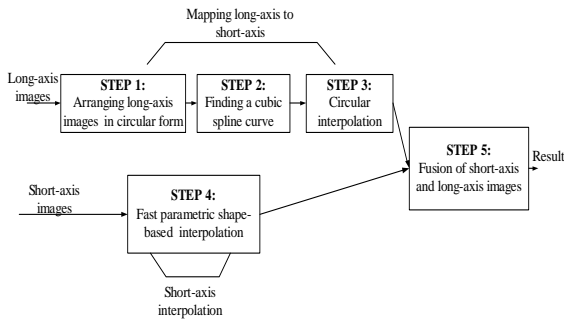 Mapping long-axis to
short-axis
Long-axis
images
STEP 1:
Arranging long-axis
images in circular form
STEP 2:
Finding a cubic
spline curve
STEP 3:
Circular
interpolation
STEP 5:
Fusion of short-axis
and long-axis images
Result
Short-axis
images
STEP 4:
Fast parametric shape-
based interpolation
Short-axis
interpolation